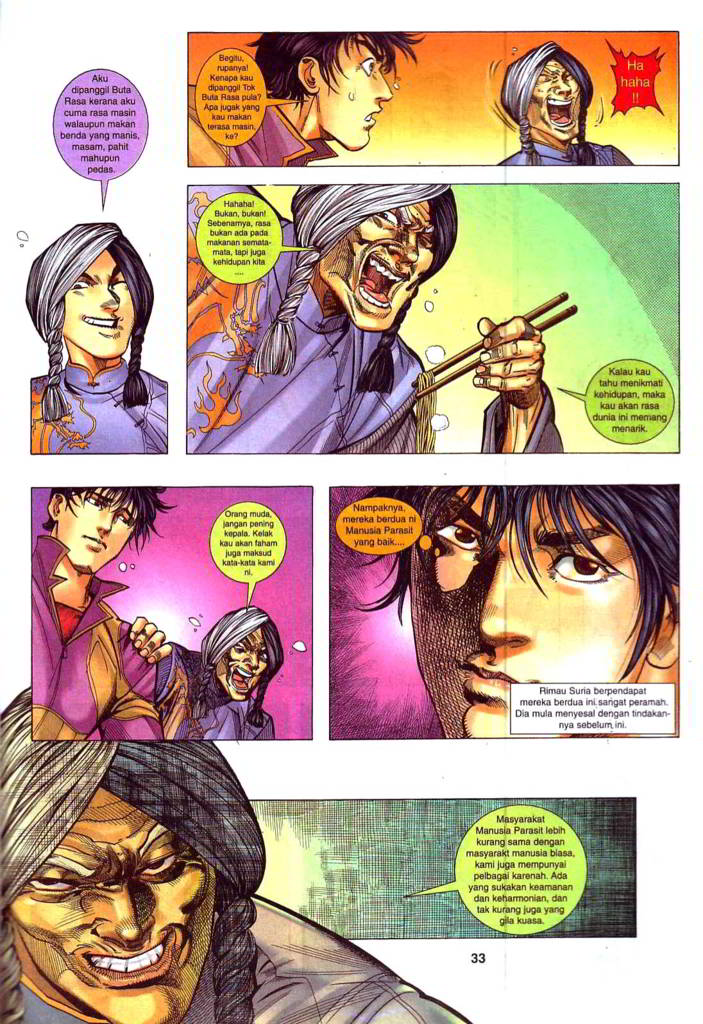 Aku
dipanggil Buta
Rasa kerana aku
cuma rasa masin
walaupun makan
benda yang manis,
masam, pahit
mahupun
pedas.
Begitu,
rupanya!
Kenapa kau
dipanggil Tok
Buta Rasa pula?
Apa jugak yang
kau makan
terasa masin,
ke?
Ha
haha
!!
Hahaha!
Bukan, bukan!
Sebenarnya, rasa
bukan ada pada
makanan semata-
mata, tapi juga
kehidupan kita
....
Kalau kau
tahu menikmati
kehidupan, maka
kau akan rasa
dunia ini memang
menarik.
Orang muda,
jangan pening
kepala. Kelak
kau akan faham
juga maksud
kata-kata kami
ni.
Nampaknya,
mereka berdua ni
Manusia Parasit
yang baik....
Rimau Suria berpendapat
mereka berdua ini sangat peramah.
Dia mula menyesal dengan tindakan-
nya sebelum ini.
Masyarakat
Manusia Parasit lebih
kurang sama dengan
masyarakt manusia biasa,
kami juga mempunyai
pelbagai karenah. Ada
yang sukakan keamanan
dan keharmonian, dan
tak kurang juga yang
gila kuasa.
33